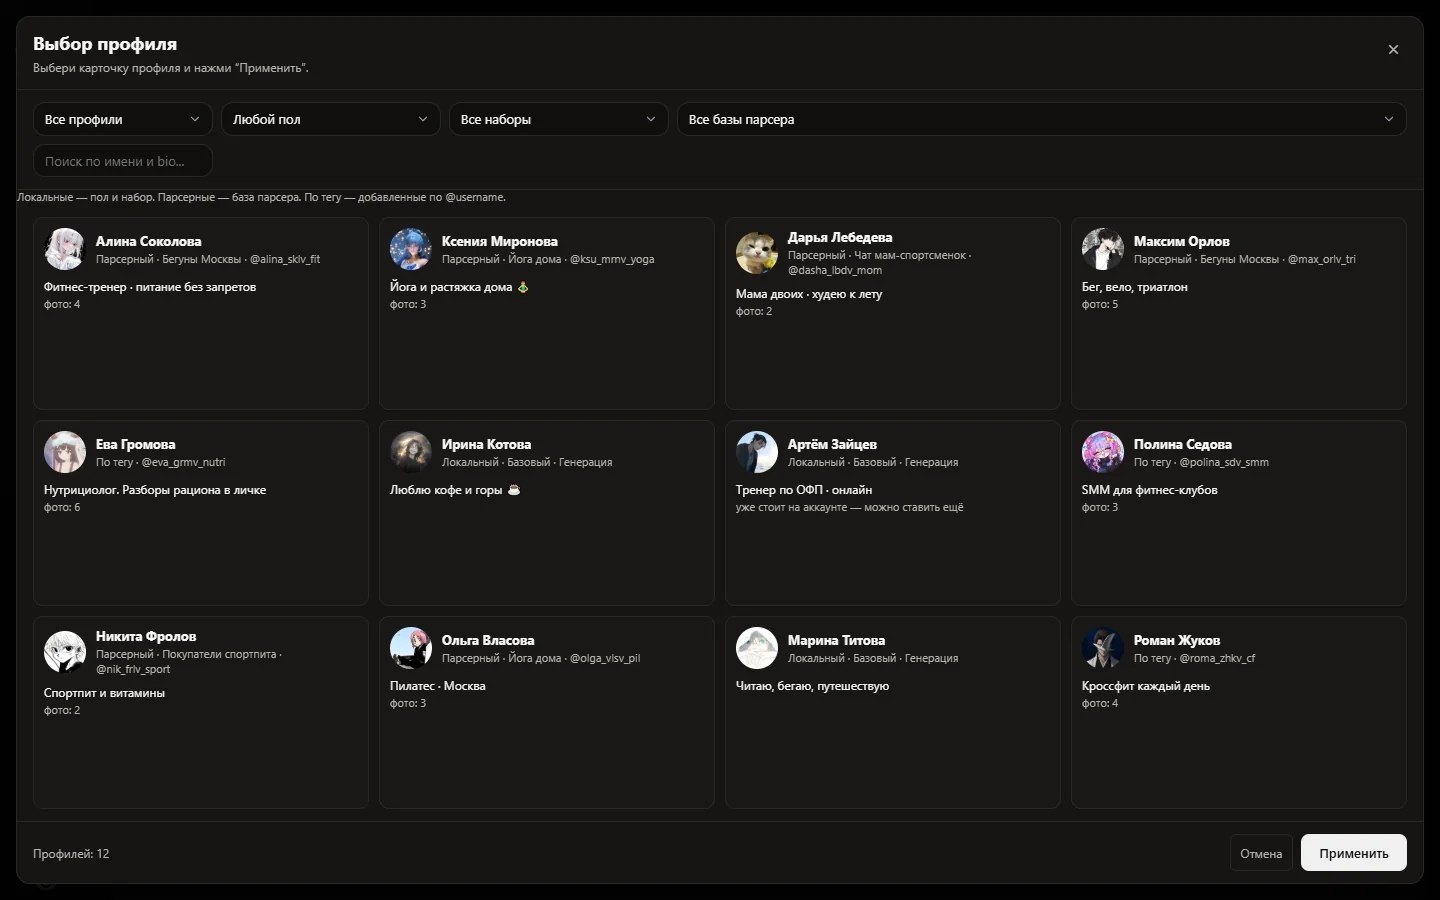 Выбор профиля
Выбери карточку профиля и нажми “Применить”.
Все профили
Любой пол
Все наборы
Все базы парсера
Поиск по имени и bio...
Локальные — пол и набор. Парсерные — база парсера. По тегу — добавленные по @username.
Алина Соколова
Парсерный · Бегуны Москвы · @alina_sklv_fit
Фитнес-тренер · питание без запретов
фото: 4
Ксения Миронова
Парсерный · Йога дома · @ksu_mmv_yoga
Йога и растяжка дома
фото: 3
Дарья Лебедева
Парсерный · Чат мам-спортсменок ·
@dasha_lbdv_mom
Мама двоих · худею к лету
фото: 2
Максим Орлов
Парсерный · Бегуны Москвы · @max_orlv_tri
Бег, вело, триатлон
фото: 5
Ева Громова
По тегу · @eva_grmv_nutri
Нутрициолог. Разборы рациона в личке
фото: 6
Ирина Котова
Локальный · Базовый · Генерация
Люблю кофе и горы ☕
Артём Зайцев
Локальный · Базовый · Генерация
Тренер по ОФП · онлайн
уже стоит на аккаунте — можно ставить ещё
Полина Седова
По тегу · @polina_sdv_smm
SMM для фитнес-клубов
фото: 3
Никита Фролов
Парсерный · Покупатели спортпита ·
@nik_frlv_sport
Спортпит и витамины
фото: 2
Ольга Власова
Парсерный · Йога дома · @olga_vlsv_pil
Пилатес · Москва
фото: 3
Марина Титова
Локальный · Базовый · Генерация
Читаю, бегаю, путешествую
Роман Жуков
По тегу · @roma_zhkv_cf
Кроссфит каждый день
фото: 4
Профилей: 12
Отмена
Применить